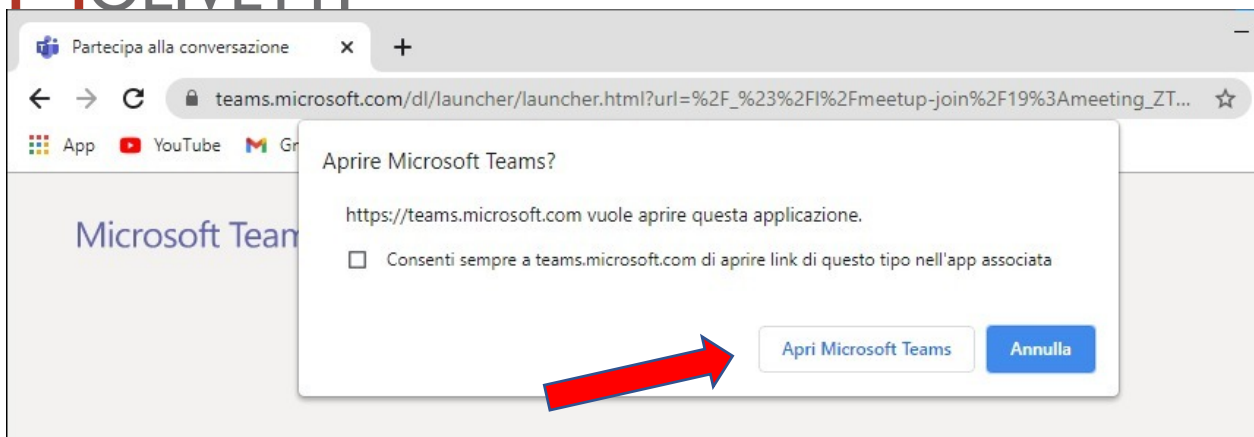 Partecipa alla conversazione
teams.microsoft.com/dl/launcher/launcher.html?url=%2F_%23%2Fl%2Fmeetup-join%2F19%3Ameeting_ZT...
App YouTube
Aprire Microsoft Teams?
https://teams.microsoft.com vuole aprire questa applicazione.
Microsoft
Consenti sempre a teams.microsoft.com di aprire link di questo tipo nell'app associata
Apri Microsoft Teams Annulla